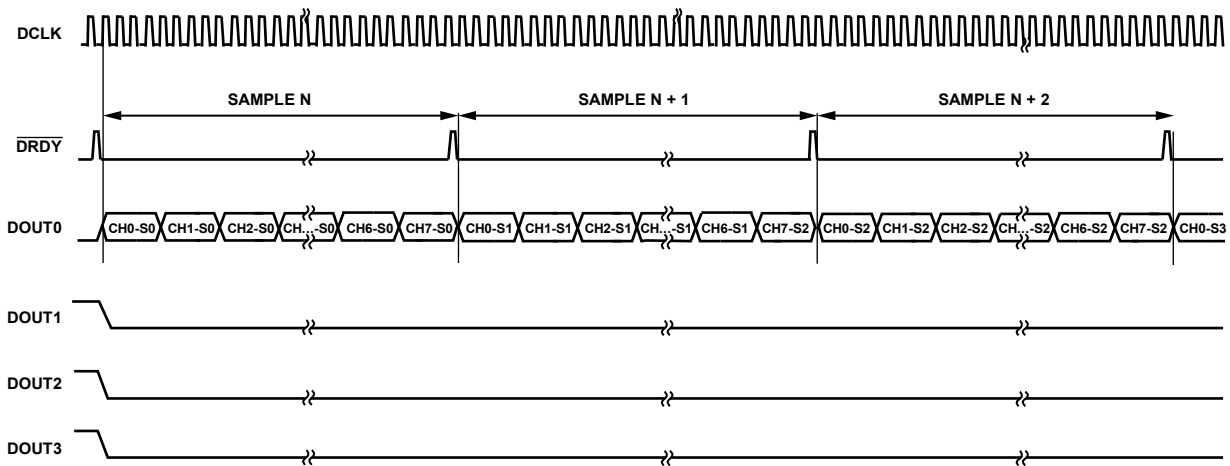 DCLK
SAMPLE N SAMPLE N + 1 SAMPLE N + 2
DRDY
DOUT0 CH0-S0 CH1-S0 CH2-S0 CH...-S0 CH6-S0 CH7-S0 CH0-S1 CH1-S1 CH2-S1 CH...-S1 CH6-S1 CH7-S2 CH0-S2 CH1-S2 CH2-S2 CH...-S2 CH6-S2 CH7-S2 CH0-S3
DOUT1
DOUT2
DOUT3